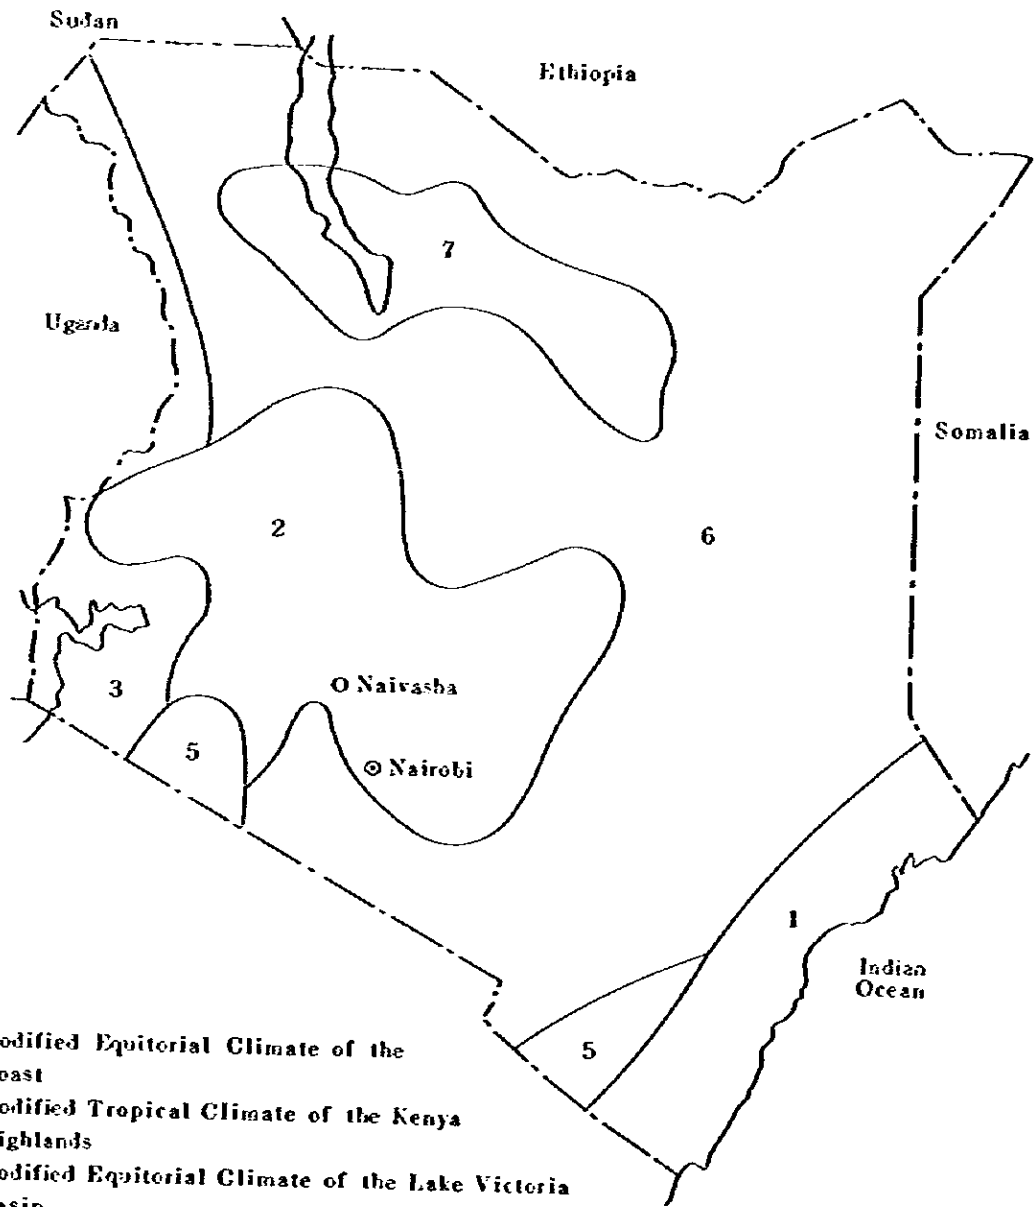 Sudan
Ethiopia
7
Uganda
Somalia
2
6
3
O Naivasha
5
Nairobi
1
Indian
Ocean
5
odified Equitorial Climate of the
oast
odified Tropical Climate of the Kenya
ighlands
odified Equitorial Climate of the Lake Victoria